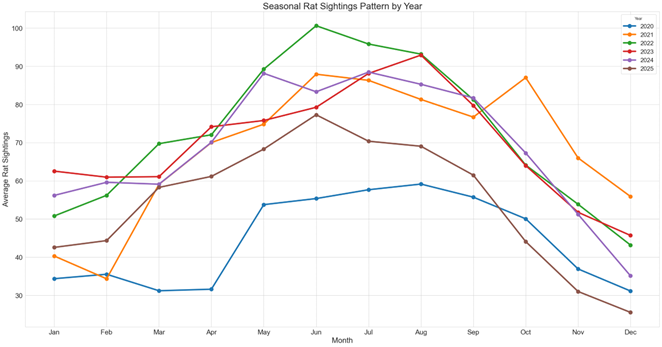 Seasonal Rat Sightings Pattern by Year
Year
2020
2021
2022
2023
2024
2025
Average Rat Sightings
100
90
80
70
60
50
40
30
Jan Feb Mar Apr May Jun Jul Aug Sep Oct Nov Dec
Month